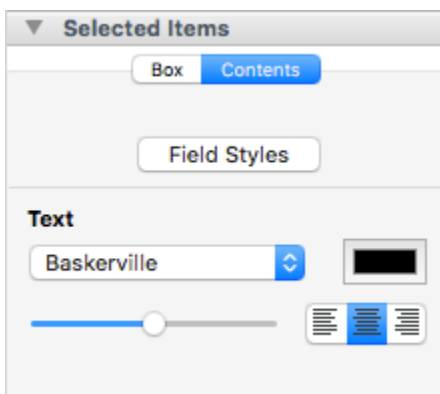 Selected Items
Box Contents
Field Styles
Text
Baskerville